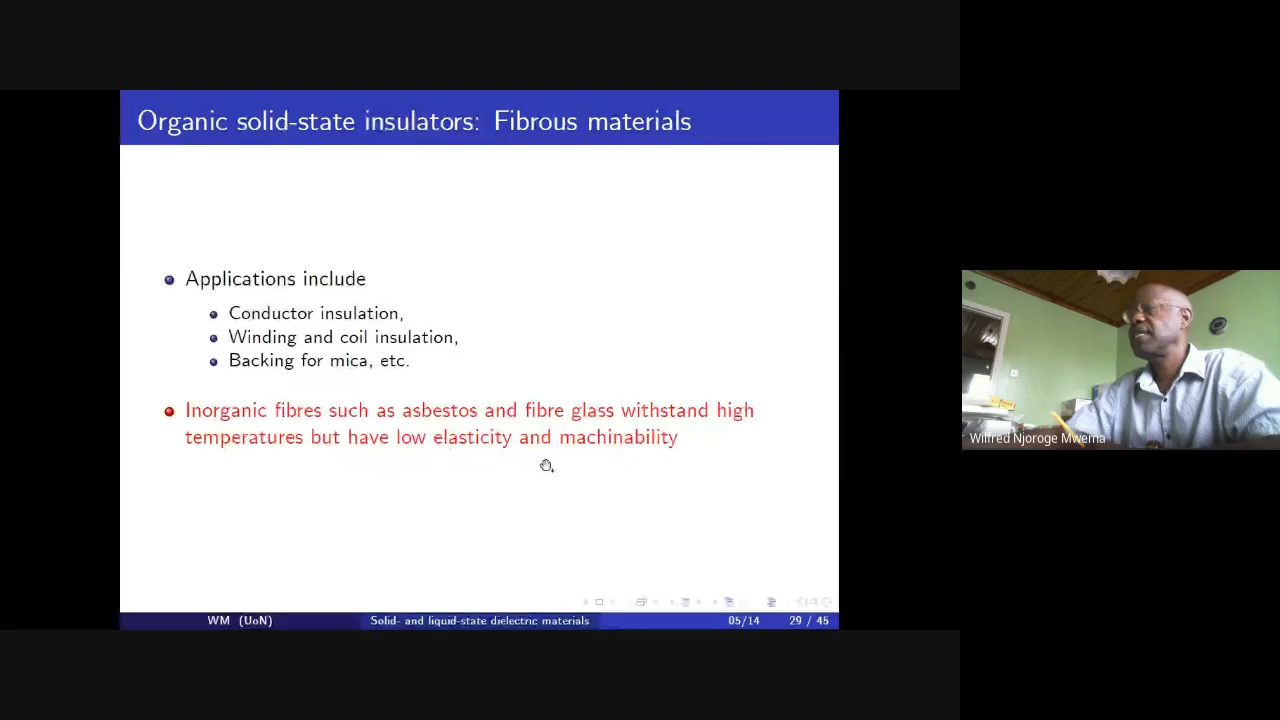 Organic solid-state insulators: Fibrous materials
Applications include
Conductor insulation,
Winding and coil insulation,
Backing for mica, etc.
Inorganic fibres such as asbestos and fibre glass withstand high
temperatures but have low elasticity and machinability
WM (UoN) Solid- and liquid-state dielectric materials 05/14 29 / 45
Wilfred Njoroge Mwema